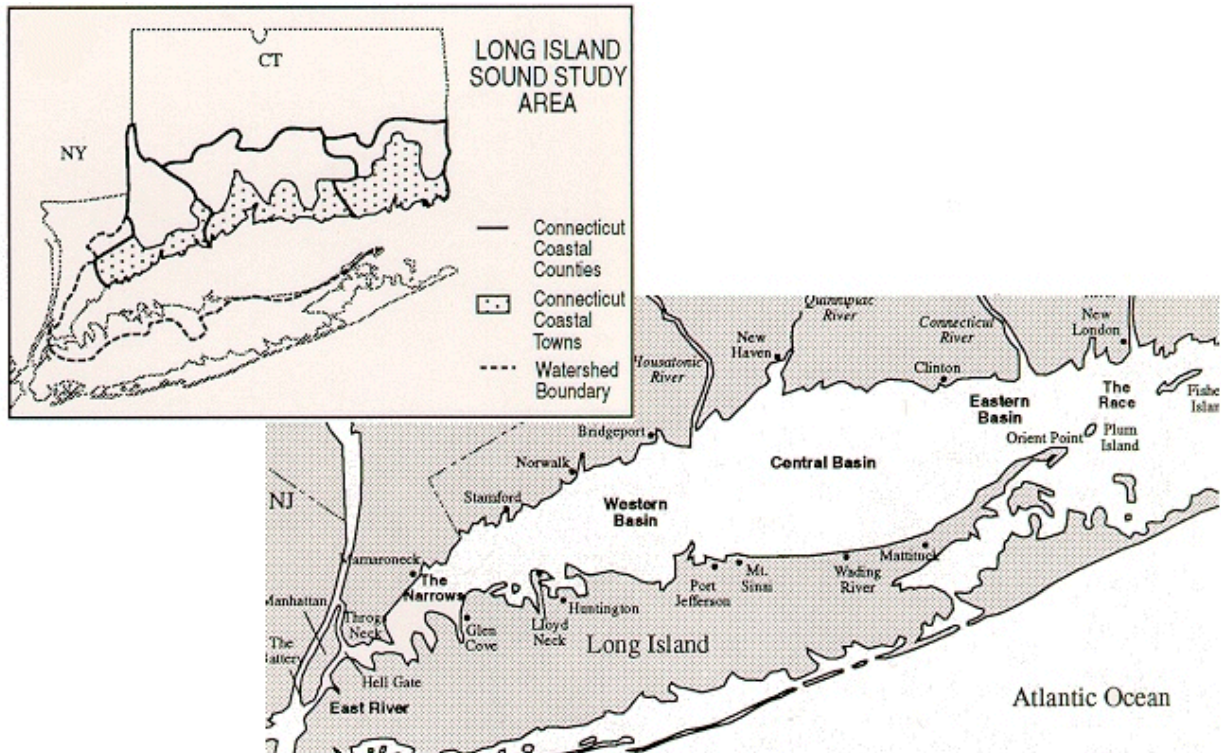 LONG ISLAND
SOUND STUDY
AREA
CT
NY
Connecticut
Coastal
Counties
Connecticut
Coastal
Towns
Watershed
Boundary
Quinnipiac
River
Connecticut
River
New
London
New
Haven
Housatonic
River
Clinton
Eastern
Basin
The
Race
Plum
Island
Orient Point
Bridgeport
Central Basin
Norwalk
NJ
Stamford
Western
Basin
Mattituck
Wading
River
Mt.
Sinai
Port
Jefferson
The
Narrows
Huntington
Lloyd
Neck
Glen
Cove
Long Island
Throgs
Neck
The
Hell Gate
East River
Atlantic Ocean